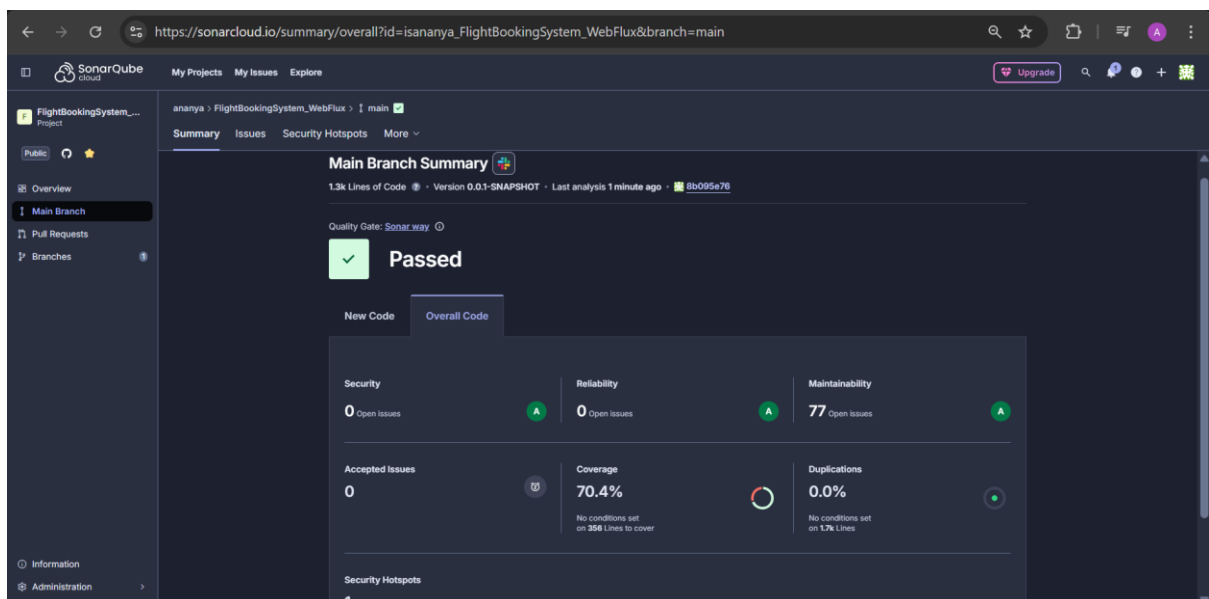 https://sonarcloud.io/summary/overall?id=isananya_FlightBookingSystem_WebFlux&branch=main
A
SonarQube cloud
My Projects My Issues Explore
Upgrade
F FlightBookingSystem_...
Project
Public
Overview
Main Branch
Pull Requests
Branches
Information
Administration
ananya > FlightBookingSystem_WebFlux > main
Summary Issues Security Hotspots More
Main Branch Summary
1.3k Lines of Code · Version 0.0.1-SNAPSHOT · Last analysis 1 minute ago · 8b095e76
Quality Gate: Sonar way
Passed
New Code Overall Code
Security Reliability Maintainability
0 Open issues A 0 Open issues A 77 Open issues A
Accepted Issues Coverage Duplications
0 70.4% 0.0%
No conditions set No conditions set
on 356 Lines to cover on 1.7k Lines
Security Hotspots